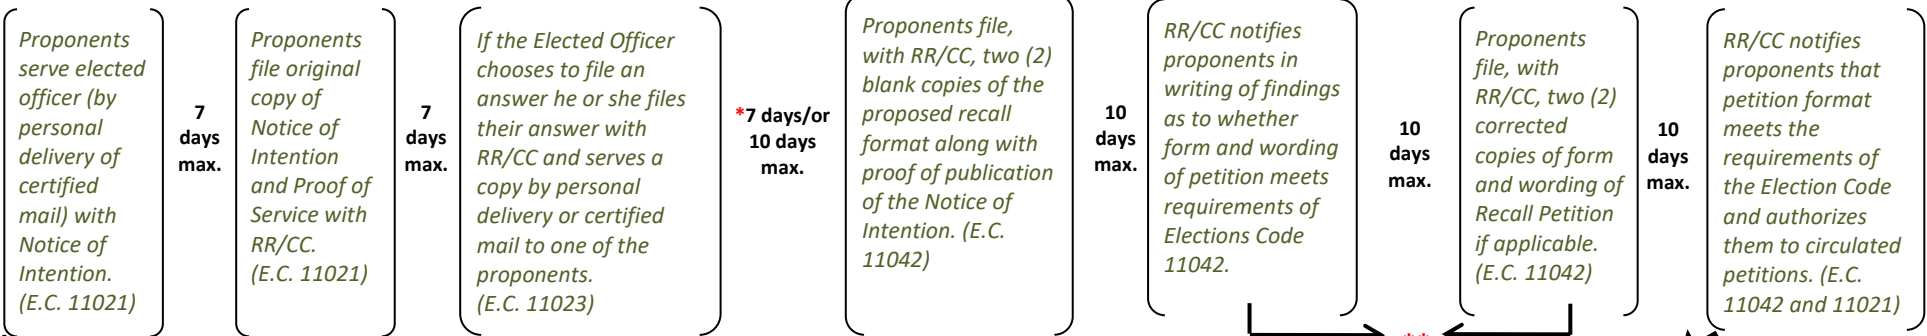 Proponents
serve elected
officer (by
personal
delivery of
certified
mail) with
Notice of
Intention.
(E.C. 11021)
7
days
max.
Proponents
file original
copy of
Notice of
Intention
and Proof of
Service with
RR/CC.
(E.C. 11021)
7
days
max.
If the Elected Officer
chooses to file an
answer he or she files
their answer with
RR/CC and serves a
copy by personal
delivery or certified
mail to one of the
proponents.
(E.C. 11023)
*7 days/or
10 days
max.
Proponents file,
with RR/CC, two (2)
blank copies of the
proposed recall
format along with
proof of publication
of the Notice of
Intention. (E.C.
11042)
10
days
max.
RR/CC notifies
proponents in
writing of findings
as to whether
form and wording
of petition meets
requirements of
Elections Code
11042.
10
days
max.
Proponents
file, with
RR/CC, two (2)
corrected
copies of form
and wording of
Recall Petition
if applicable.
(E.C. 11042)
10
days
max.
RR/CC notifies
proponents that
petition format
meets the
requirements of
the Election Code
and authorizes
them to circulated
petitions. (E.C.
11042 and 11021)
**